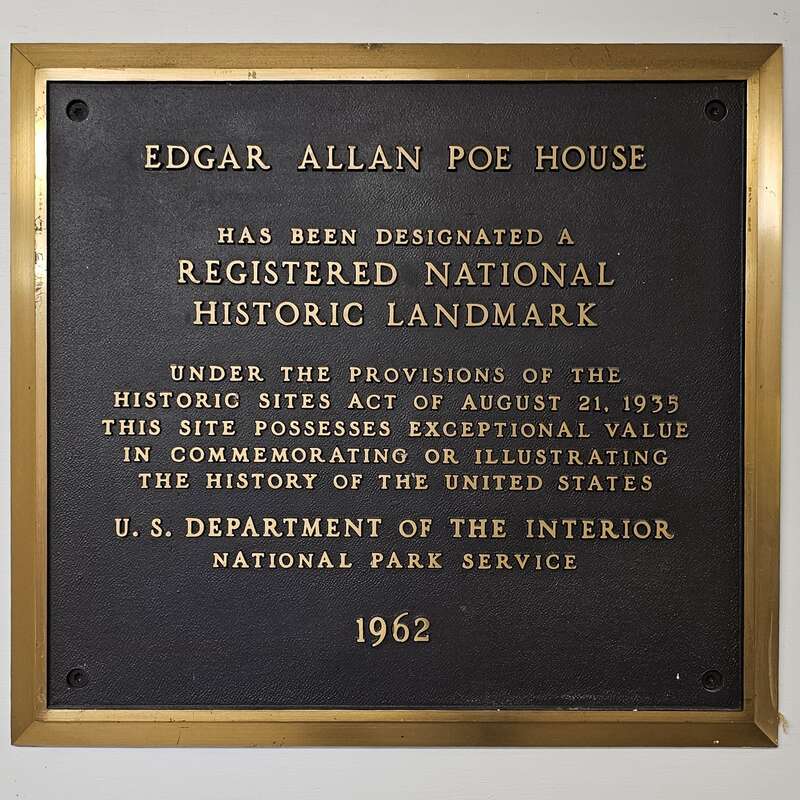 EDGAR ALLAN POE HOUSE
HAS BEEN DESIGNATED A
REGISTERED NATIONAL
HISTORIC LANDMARK
UNDER THE PROVISIONS OF THE
HISTORIC SITES ACT OF AUGUST 21, 1935
THIS SITE POSSESSES EXCEPTIONAL VALUE
IN COMMEMORATING OR ILLUSTRATING
THE HISTORY OF THE UNITED STATES
U. S. DEPARTMENT OF THE INTERIOR
NATIONAL PARK SERVICE
1962